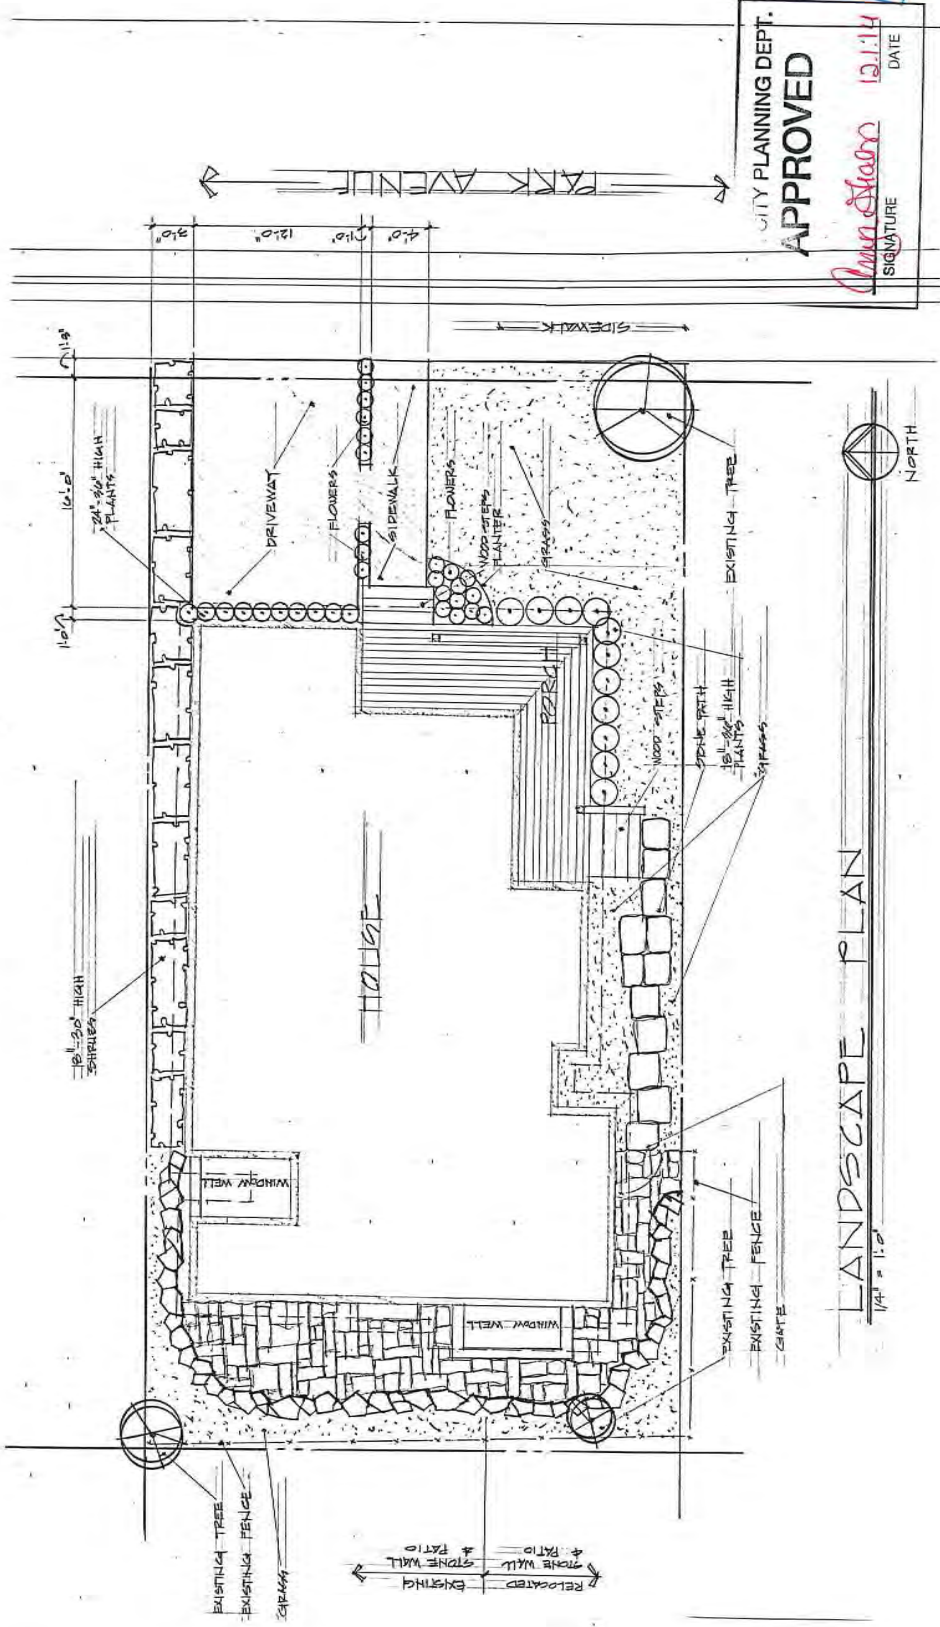 CITY PLANNING DEPT.
APPROVED
SIGNATURE
12.1.14
DATE
PARK AVENUE
3'-0"
12'-0"
1'-0"
4'-0"
SIDEWALK
1'-3"
16'-0"
1'-0"
24"-36" HIGH
PLANTS
DRIVEWAY
FLOWERS
SIDEWALK
FLOWERS
WOOD STEPS
PLANTER
GRASS
EXISTING TREE
NORTH
PORCH
WOOD STEPS
STONE PATH
18"-36" HIGH
PLANTS
GRASS
HOUSE
18"-30" HIGH
SHRUBS
WINDOW WELL
WINDOW WELL
EXISTING TREE
EXISTING FENCE
GATE
EXISTING TREE
EXISTING FENCE
GRASS
EXISTING
STONE WALL
& PATIO
RELOCATED
STONE WALL
& PATIO
LANDSCAPE PLAN
1/4" = 1'-0"